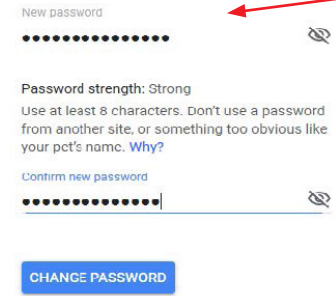 New password
•••••••••••••••
Password strength: Strong
Use at least 8 characters. Don't use a password
from another site, or something too obvious like
your pet's name. Why?
Confirm new password
••••••••••••••
CHANGE PASSWORD